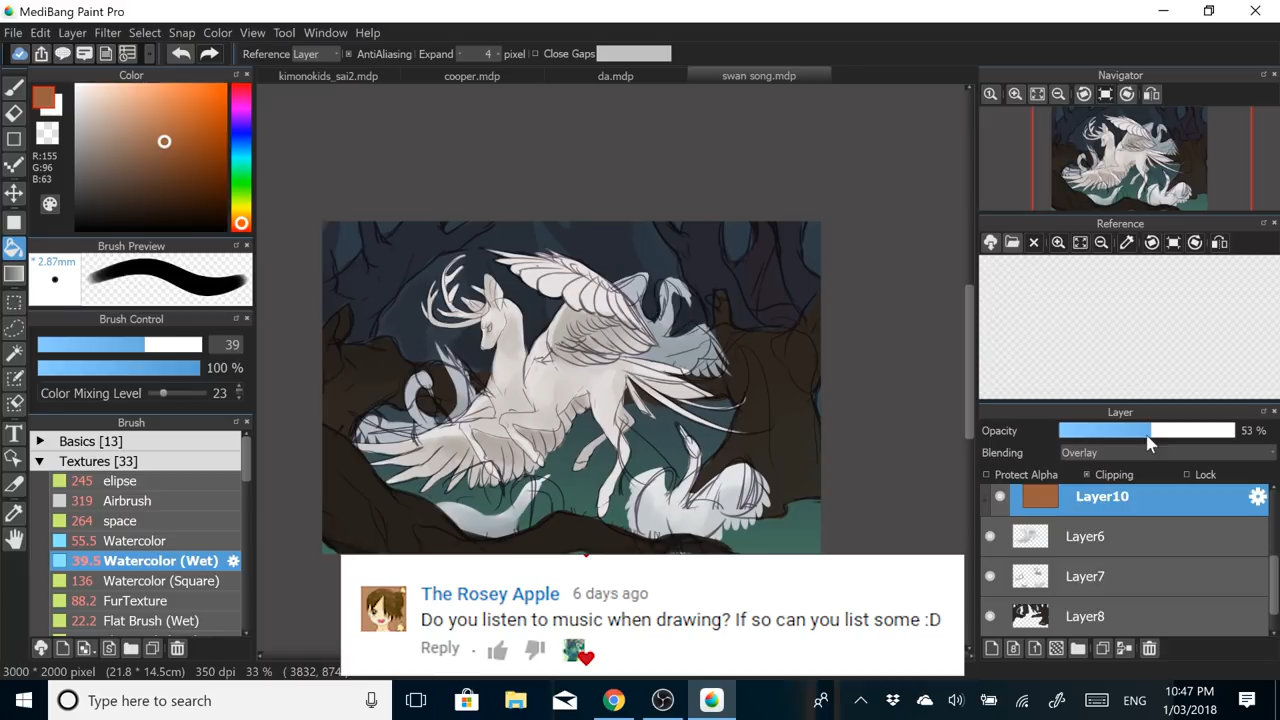 MediBang Paint Pro
File Edit Layer Filter Select Snap Color View Tool Window Help
Reference Layer AntiAliasing Expand 4 pixel Close Gaps
Color
kimonokids_sai2.mdp cooper.mdp da.mdp swan song.mdp
Navigator
R:155
G:96
B:63
Reference
Brush Preview
* 2.87mm
Brush Control
39
100 %
Color Mixing Level 23
Brush
Basics [13]
Textures [33]
245 elipse
319 Airbrush
264 space
55.5 Watercolor
39.5 Watercolor (Wet)
136 Watercolor (Square)
88.2 FurTexture
22.2 Flat Brush (Wet)
Layer
Opacity 53 %
Blending Overlay
Protect Alpha Clipping Lock
Layer10
Layer6
Layer7
Layer8
The Rosey Apple 6 days ago
Do you listen to music when drawing? If so can you list some :D
Reply
3000 * 2000 pixel (21.8 * 14.5cm) 350 dpi 33 % ( 3832, 874
Type here to search
ENG
10:47 PM
1/03/2018